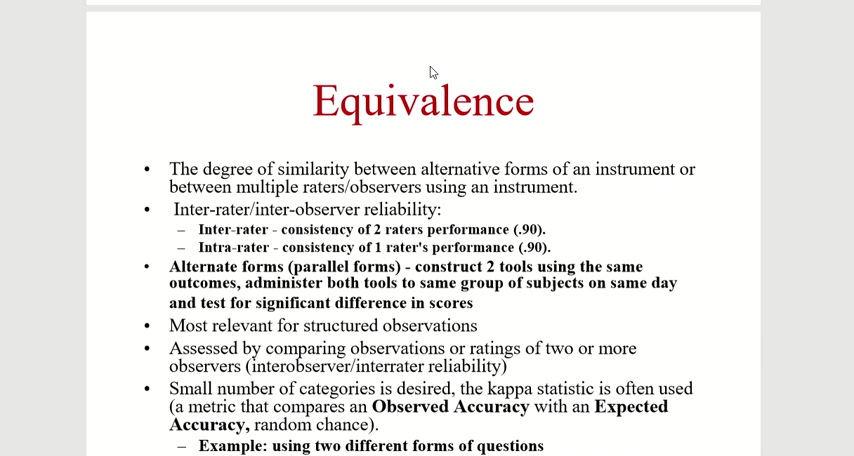 Equivalence
• The degree of similarity between alternative forms of an instrument or
between multiple raters/observers using an instrument.
• Inter-rater/inter-observer reliability:
– Inter-rater - consistency of 2 raters performance (.90).
– Intra-rater - consistency of 1 rater's performance (.90).
• Alternate forms (parallel forms) - construct 2 tools using the same
outcomes, administer both tools to same group of subjects on same day
and test for significant difference in scores
• Most relevant for structured observations
• Assessed by comparing observations or ratings of two or more
observers (interobserver/interrater reliability)
• Small number of categories is desired, the kappa statistic is often used
(a metric that compares an Observed Accuracy with an Expected
Accuracy, random chance).
– Example: using two different forms of questions